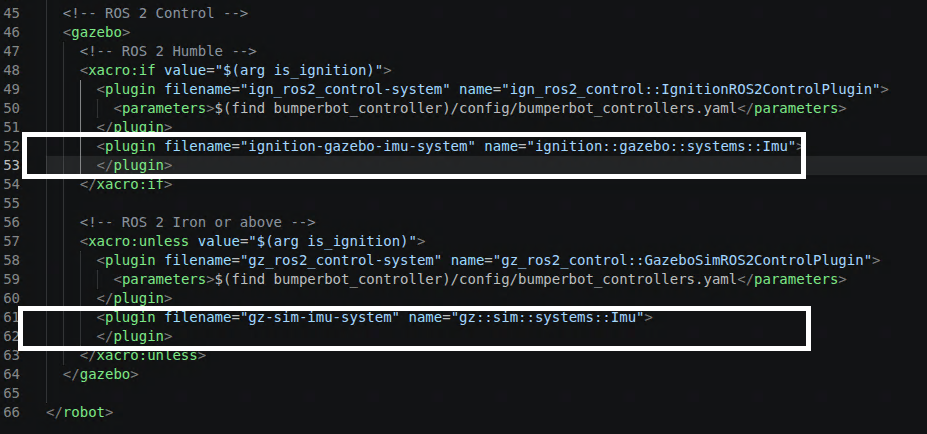 45 <!-- ROS 2 Control -->
46 <gazebo>
47 <!-- ROS 2 Humble -->
48 <xacro:if value="$(arg is_ignition)">
49 <plugin filename="ign_ros2_control-system" name="ign_ros2_control::IgnitionROS2ControlPlugin">
50 <parameters>$(find bumperbot_controller)/config/bumperbot_controllers.yaml</parameters>
51 </plugin>
52 <plugin filename="ignition-gazebo-imu-system" name="ignition::gazebo::systems::Imu">
53 </plugin>
54 </xacro:if>
55
56 <!-- ROS 2 Iron or above -->
57 <xacro:unless value="$(arg is_ignition)">
58 <plugin filename="gz_ros2_control-system" name="gz_ros2_control::GazeboSimROS2ControlPlugin">
59 <parameters>$(find bumperbot_controller)/config/bumperbot_controllers.yaml</parameters>
60 </plugin>
61 <plugin filename="gz-sim-imu-system" name="gz::sim::systems::Imu">
62 </plugin>
63 </xacro:unless>
64 </gazebo>
65
66 </robot>